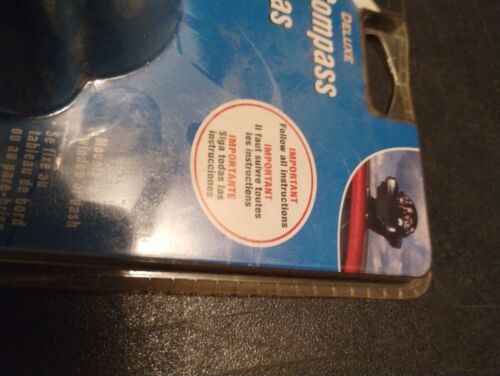 DELUXE
Compass
IMPORTANT
Follow all instructions
IMPORTANT
Il faut suivre toutes
les instructions
IMPORTANTE
Siga todas las
instrucciones
Se fixe au
tableau de bord
ou au pare-brise